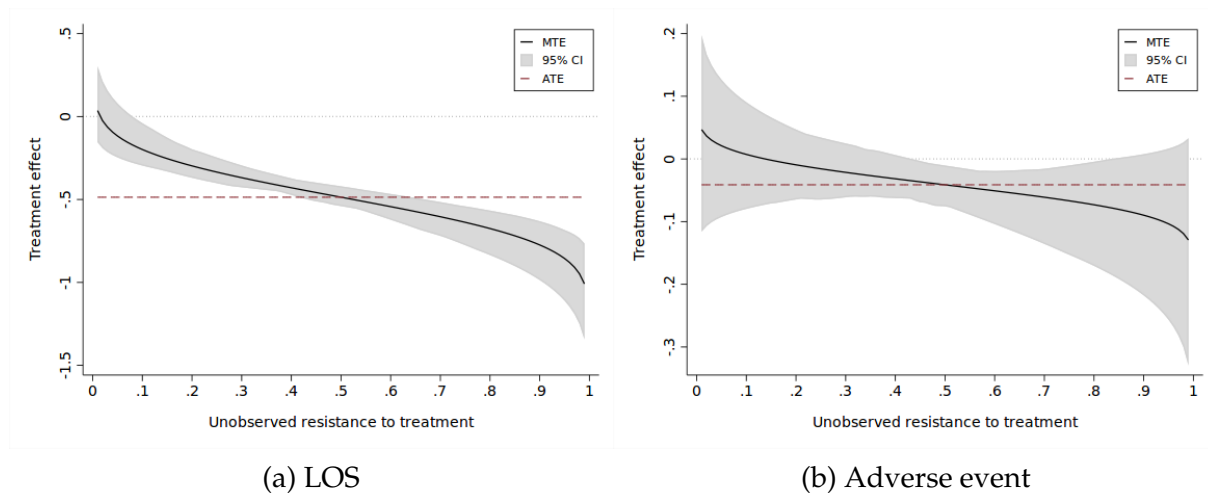 .5
0
-.5
-1
-1.5
Treatment effect
0 .1 .2 .3 .4 .5 .6 .7 .8 .9 1
Unobserved resistance to treatment
MTE
95% CI
ATE
(a) LOS
.2
.1
0
-.1
-.2
-.3
Treatment effect
0 .1 .2 .3 .4 .5 .6 .7 .8 .9 1
Unobserved resistance to treatment
MTE
95% CI
ATE
(b) Adverse event